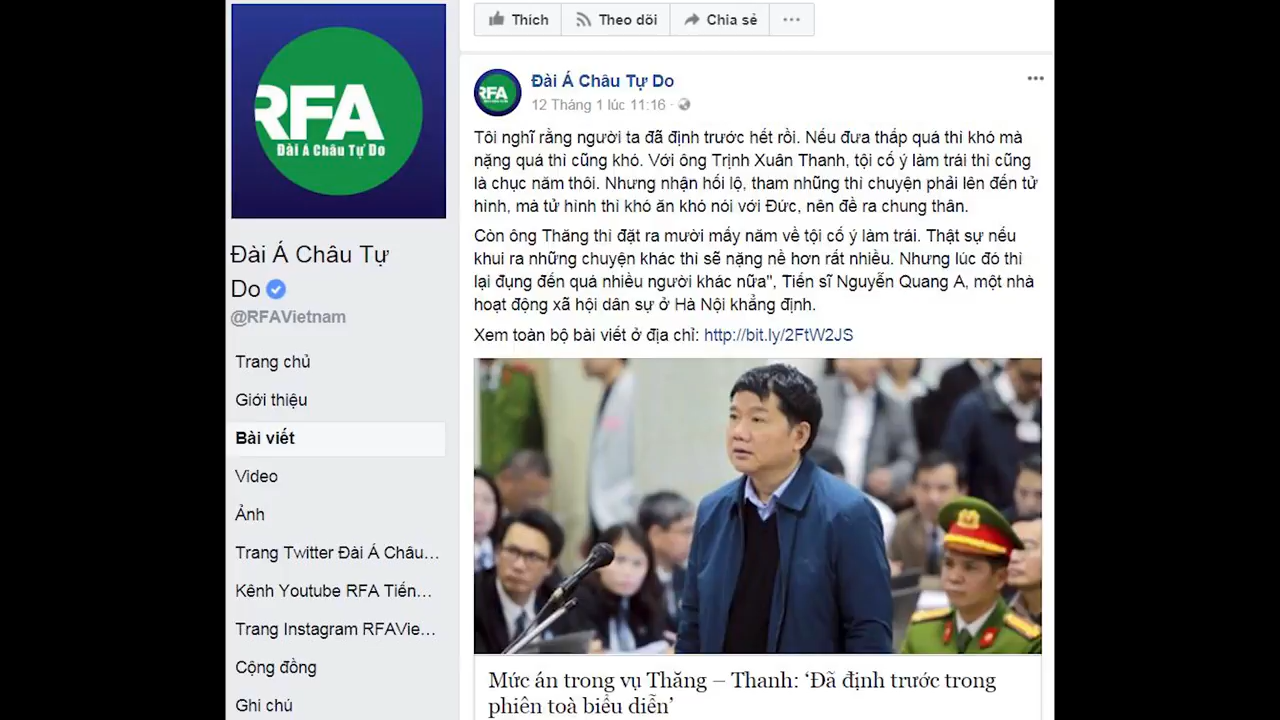 RFA
Đài Á Châu Tự Do
Đài Á Châu Tự
Do
@RFAVietnam
Trang chủ
Giới thiệu
Bài viết
Video
Ảnh
Trang Twitter Đài Á Châu...
Kênh Youtube RFA Tiến...
Trang Instagram RFAVie...
Cộng đồng
Ghi chú
Thích
Theo dõi
Chia sẻ
RFA
Đài Á Châu Tự Do
12 Tháng 1 lúc 11:16 ·
Tôi nghĩ rằng người ta đã định trước hết rồi. Nếu đưa thấp quá thì khó mà
nặng quá thì cũng khó. Với ông Trịnh Xuân Thanh, tội cố ý làm trái thì cũng
là chục năm thôi. Nhưng nhận hối lộ, tham nhũng thì chuyện phải lên đến tử
hình, mà tử hình thì khó ăn khó nói với Đức, nên đề ra chung thân.
Còn ông Thăng thì đặt ra mười mấy năm về tội cố ý làm trái. Thật sự nếu
khui ra những chuyện khác thì sẽ nặng nề hơn rất nhiều. Nhưng lúc đó thì
lại đụng đến quá nhiều người khác nữa", Tiến sĩ Nguyễn Quang A, một nhà
hoạt động xã hội dân sự ở Hà Nội khẳng định.
Xem toàn bộ bài viết ở địa chỉ: http://bit.ly/2FtW2JS
Mức án trong vụ Thăng – Thanh: ‘Đã định trước trong
phiên toà biểu diễn’